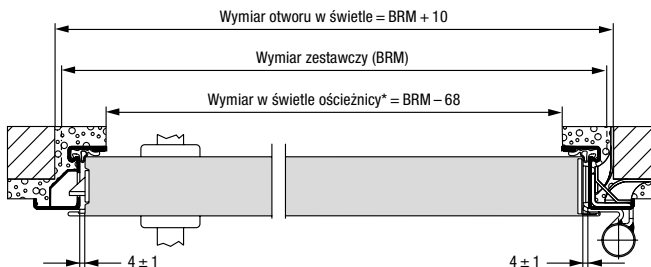 Wymiar otworu w świetle = BRM + 10
Wymiar zestawczy (BRM)
Wymiar w świetle ościeżnicy* = BRM – 68
4 ± 1
4 ± 1